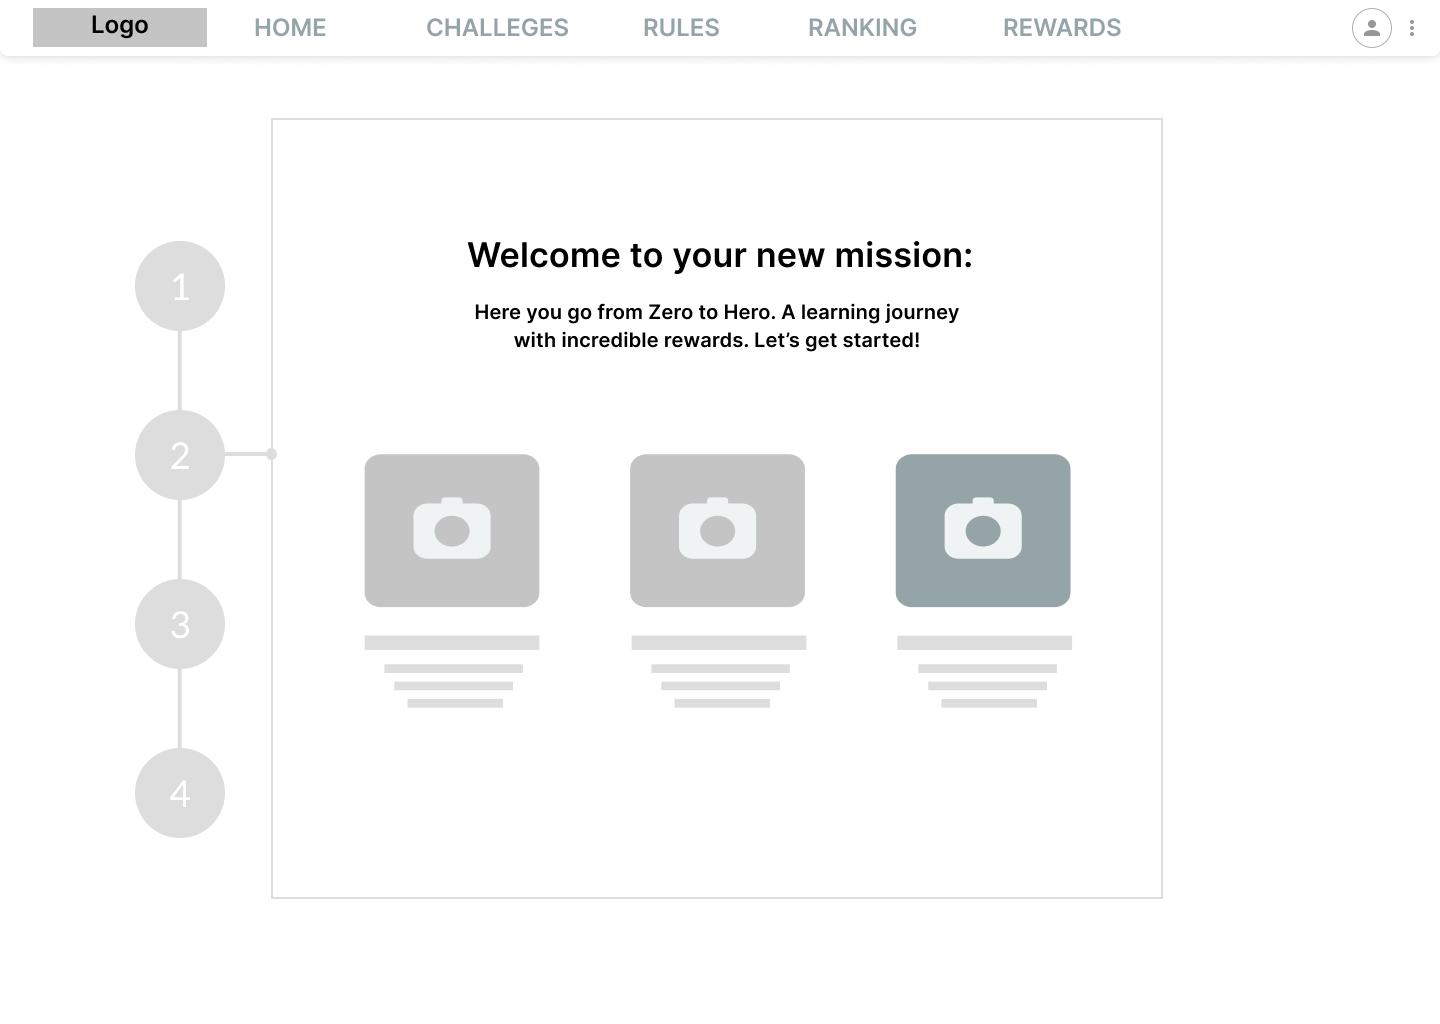 Logo
HOME
CHALLEGES
RULES
RANKING
REWARDS
Welcome to your new mission:
Here you go from Zero to Hero. A learning journey
with incredible rewards. Let’s get started!
1
2
3
4